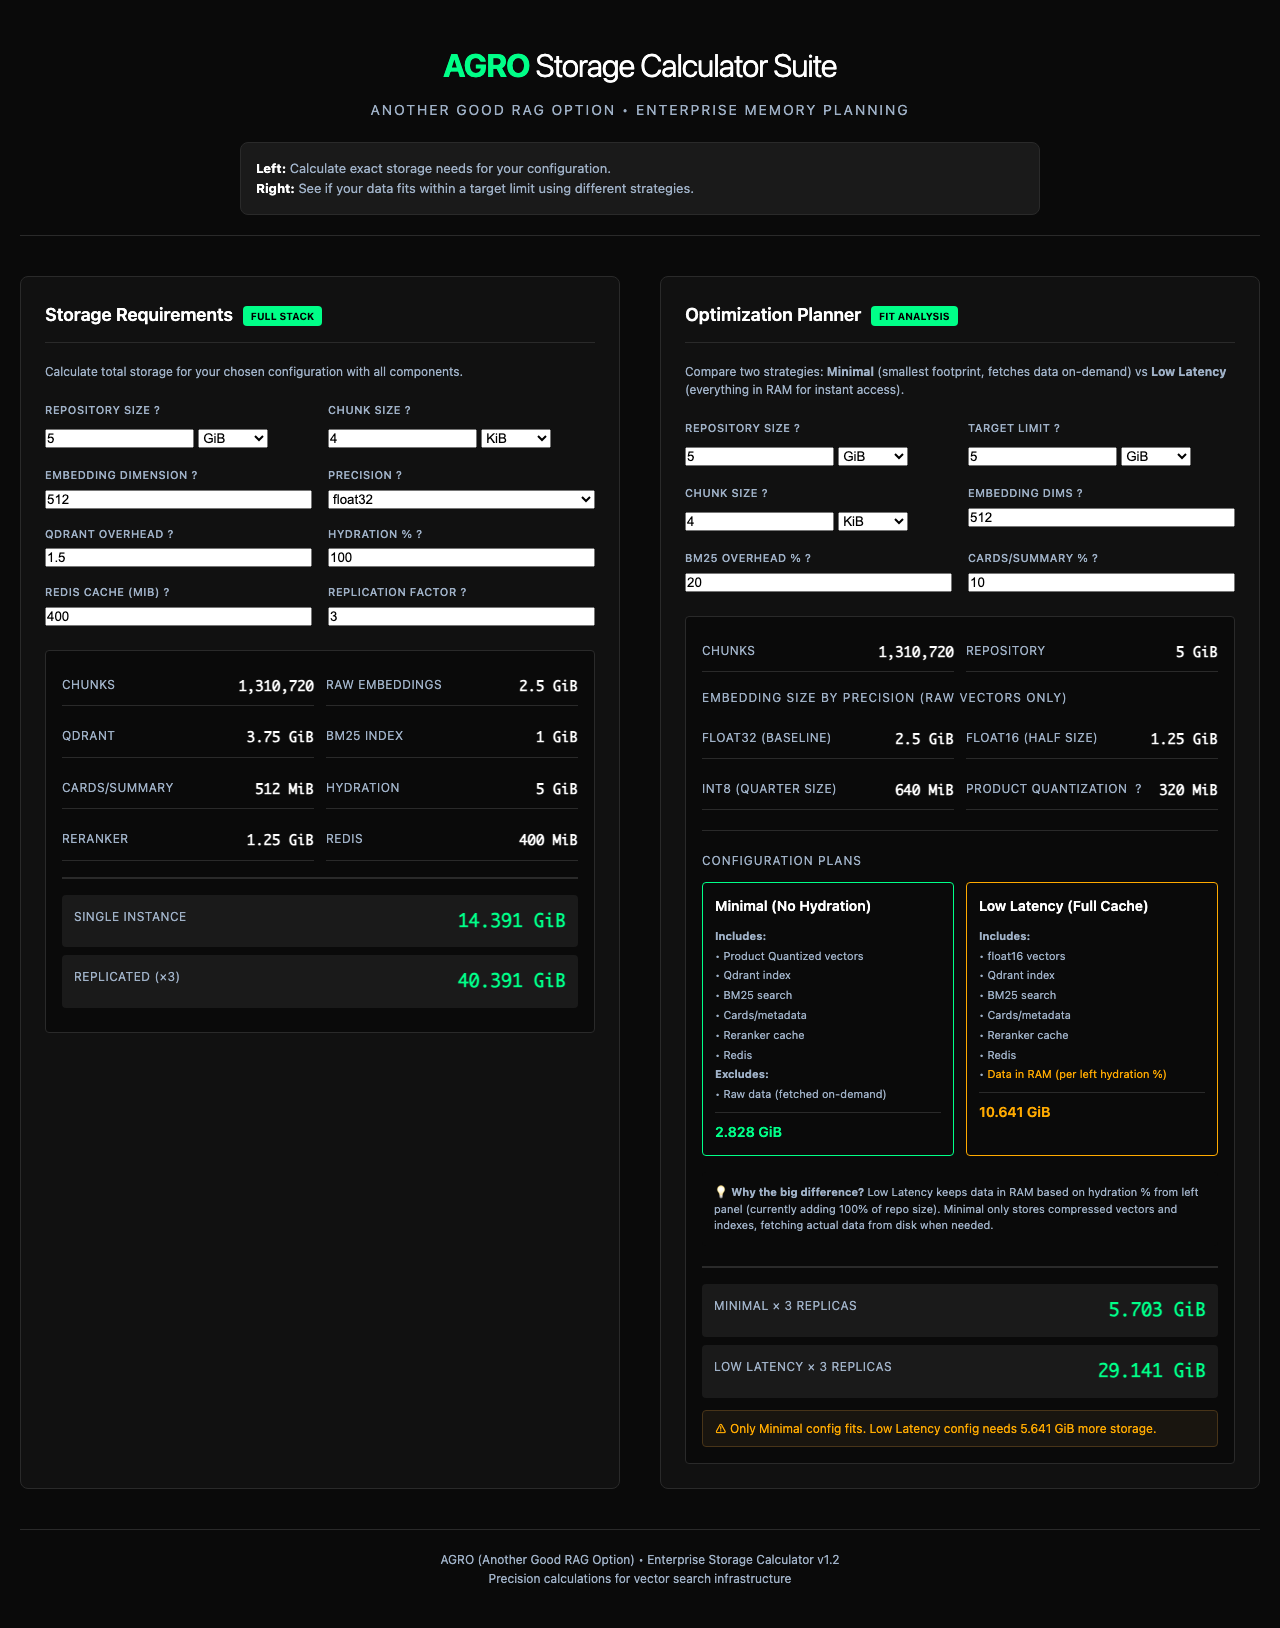 AGRO Storage Calculator Suite
ANOTHER GOOD RAG OPTION • ENTERPRISE MEMORY PLANNING
Left: Calculate exact storage needs for your configuration.
Right: See if your data fits within a target limit using different strategies.
Storage Requirements FULL STACK
Calculate total storage for your chosen configuration with all components.
REPOSITORY SIZE ? CHUNK SIZE ?
5 GiB 4 KiB
EMBEDDING DIMENSION ? PRECISION ?
512 float32
QDRANT OVERHEAD ? HYDRATION % ?
1.5 100
REDIS CACHE (MIB) ? REPLICATION FACTOR ?
400 3
CHUNKS 1,310,720 RAW EMBEDDINGS 2.5 GiB
QDRANT 3.75 GiB BM25 INDEX 1 GiB
CARDS/SUMMARY 512 MiB HYDRATION 5 GiB
RERANKER 1.25 GiB REDIS 400 MiB
SINGLE INSTANCE 14.391 GiB
REPLICATED (×3) 40.391 GiB
Optimization Planner FIT ANALYSIS
Compare two strategies: Minimal (smallest footprint, fetches data on-demand) vs Low Latency
(everything in RAM for instant access).
REPOSITORY SIZE ? TARGET LIMIT ?
5 GiB 5 GiB
CHUNK SIZE ? EMBEDDING DIMS ?
4 KiB 512
BM25 OVERHEAD % ? CARDS/SUMMARY % ?
20 10
CHUNKS 1,310,720 REPOSITORY 5 GiB
EMBEDDING SIZE BY PRECISION (RAW VECTORS ONLY)
FLOAT32 (BASELINE) 2.5 GiB FLOAT16 (HALF SIZE) 1.25 GiB
INT8 (QUARTER SIZE) 640 MiB PRODUCT QUANTIZATION ? 320 MiB
CONFIGURATION PLANS
Minimal (No Hydration)
Includes:
• Product Quantized vectors
• Qdrant index
• BM25 search
• Cards/metadata
• Reranker cache
• Redis
Excludes:
• Raw data (fetched on-demand)
2.828 GiB
Low Latency (Full Cache)
Includes:
• float16 vectors
• Qdrant index
• BM25 search
• Cards/metadata
• Reranker cache
• Redis
• Data in RAM (per left hydration %)
10.641 GiB
💡 Why the big difference? Low Latency keeps data in RAM based on hydration % from left
panel (currently adding 100% of repo size). Minimal only stores compressed vectors and
indexes, fetching actual data from disk when needed.
MINIMAL × 3 REPLICAS 5.703 GiB
LOW LATENCY × 3 REPLICAS 29.141 GiB
⚠ Only Minimal config fits. Low Latency config needs 5.641 GiB more storage.
AGRO (Another Good RAG Option) • Enterprise Storage Calculator v1.2
Precision calculations for vector search infrastructure